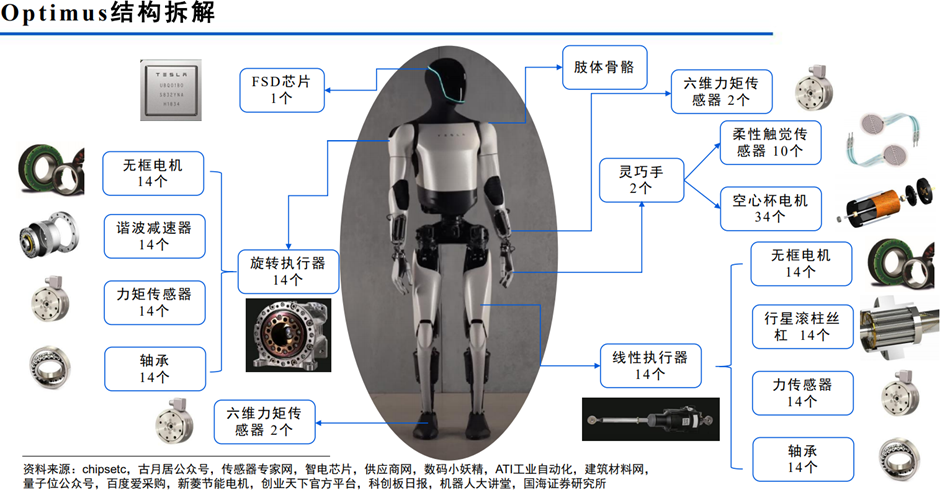 Optimus结构拆解
TESLA
FSD芯片
1个
肢体骨骼
六维力矩传
感器 2个
无框电机
14个
谐波减速器
14个
力矩传感器
14个
轴承
14个
旋转执行器
14个
TESLA
灵巧手
2个
柔性触觉传
感器 10个
空心杯电机
34个
无框电机
14个
行星滚柱丝
杠 14个
力传感器
14个
轴承
14个
线性执行器
14个
六维力矩传
感器 2个
资料来源：chipsetc，古月居公众号，传感器专家网，智电芯片，供应商网，数码小妖精，ATI工业自动化，建筑材料网，
量子位公众号，百度爱采购，新菱节能电机，创业天下官方平台，科创板日报，机器人大讲堂，国海证券研究所